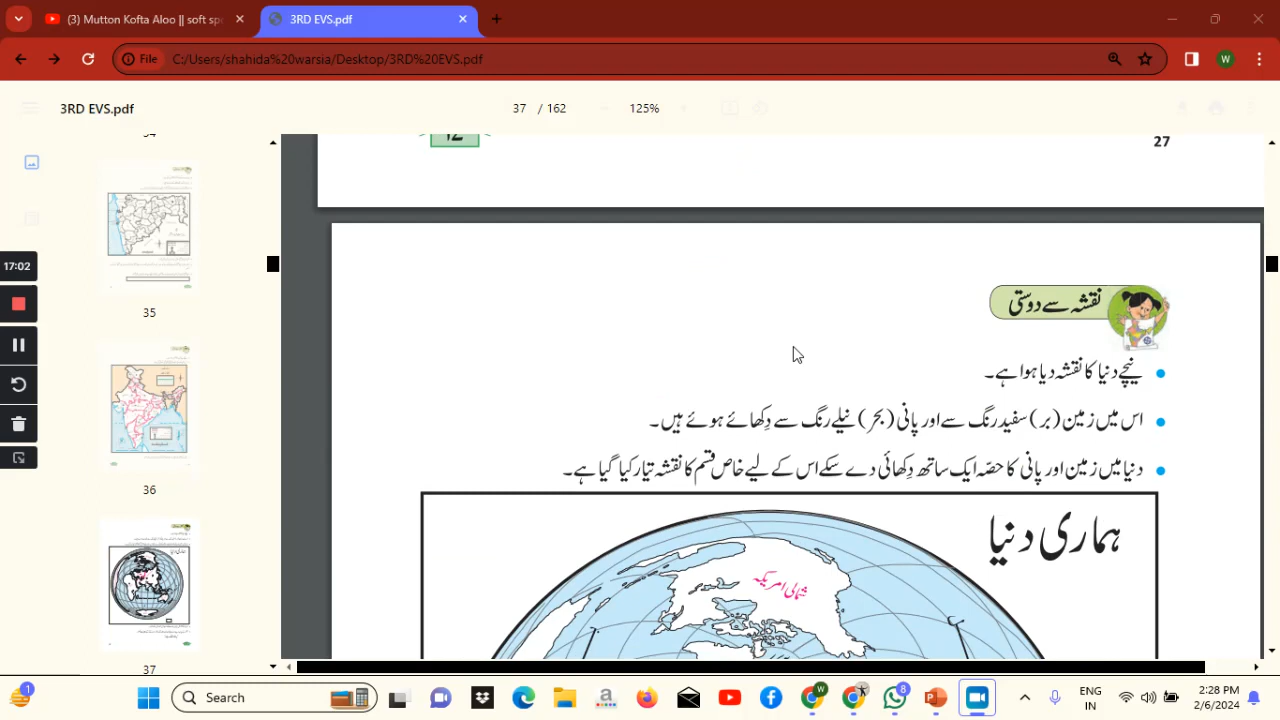 (3) Mutton Kofta Aloo || soft sp
3RD EVS.pdf
File
C:/Users/shahida%20warsia/Desktop/3RD%20EVS.pdf
W
3RD EVS.pdf
37 / 162
125%
27
35
36
37
17:02
نقشہ سے دوستی
نیچے دنیا کا نقشہ دیا ہوا ہے۔
اس میں زمین (بر) سفید رنگ سے اور پانی (بحر) نیلے رنگ سے دِکھائے ہوئے ہیں۔
دنیا میں زمین اور پانی کا حصّہ ایک ساتھ دِکھائی دے سکے اس کے لیے خاص قسم کا نقشہ تیار کیا گیا ہے۔
ہماری دنیا
شمالی امریکہ
1
Search
W
8
ENG
IN
2:28 PM
2/6/2024